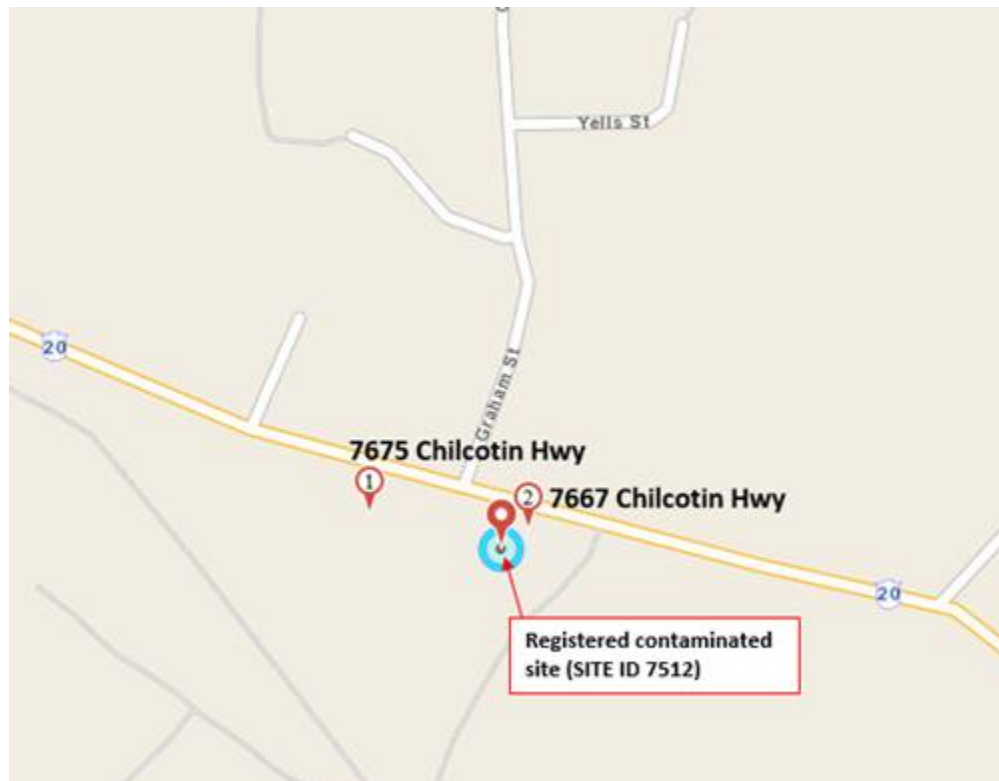 Yells St
20
Graham St
7675 Chilcotin Hwy
1
2
7667 Chilcotin Hwy
20
Registered contaminated
site (SITE ID 7512)